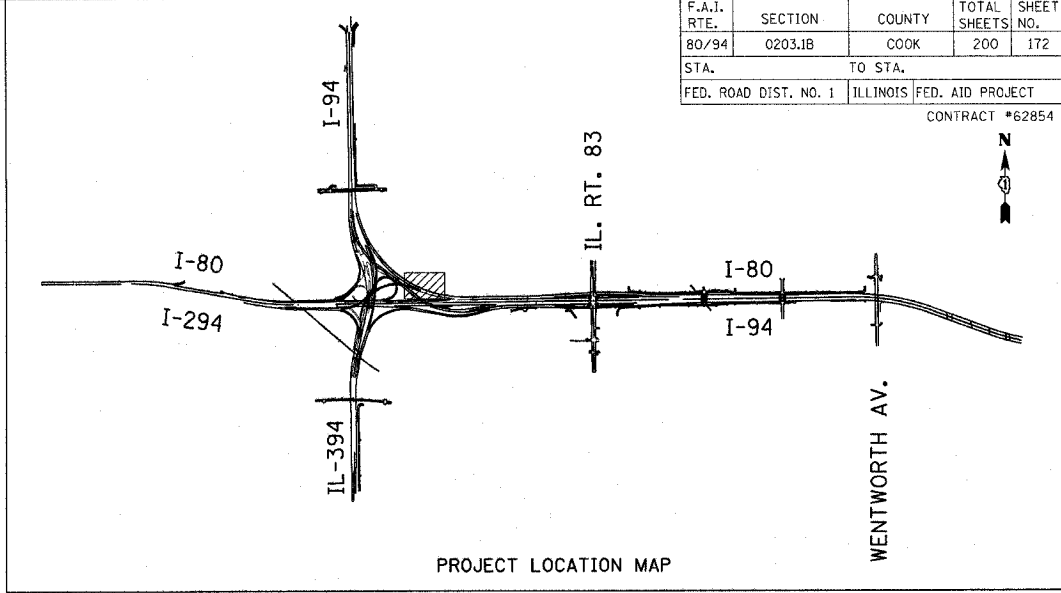 F.A.I. RTE. SECTION COUNTY TOTAL SHEETS SHEET NO.
80/94 0203.1B COOK 200 172
STA. TO STA.
FED. ROAD DIST. NO. 1 ILLINOIS FED. AID PROJECT
CONTRACT #62854
N
I-94
IL. RT. 83
I-80
I-294
I-80
I-94
IL-394
WENTWORTH AV.
PROJECT LOCATION MAP